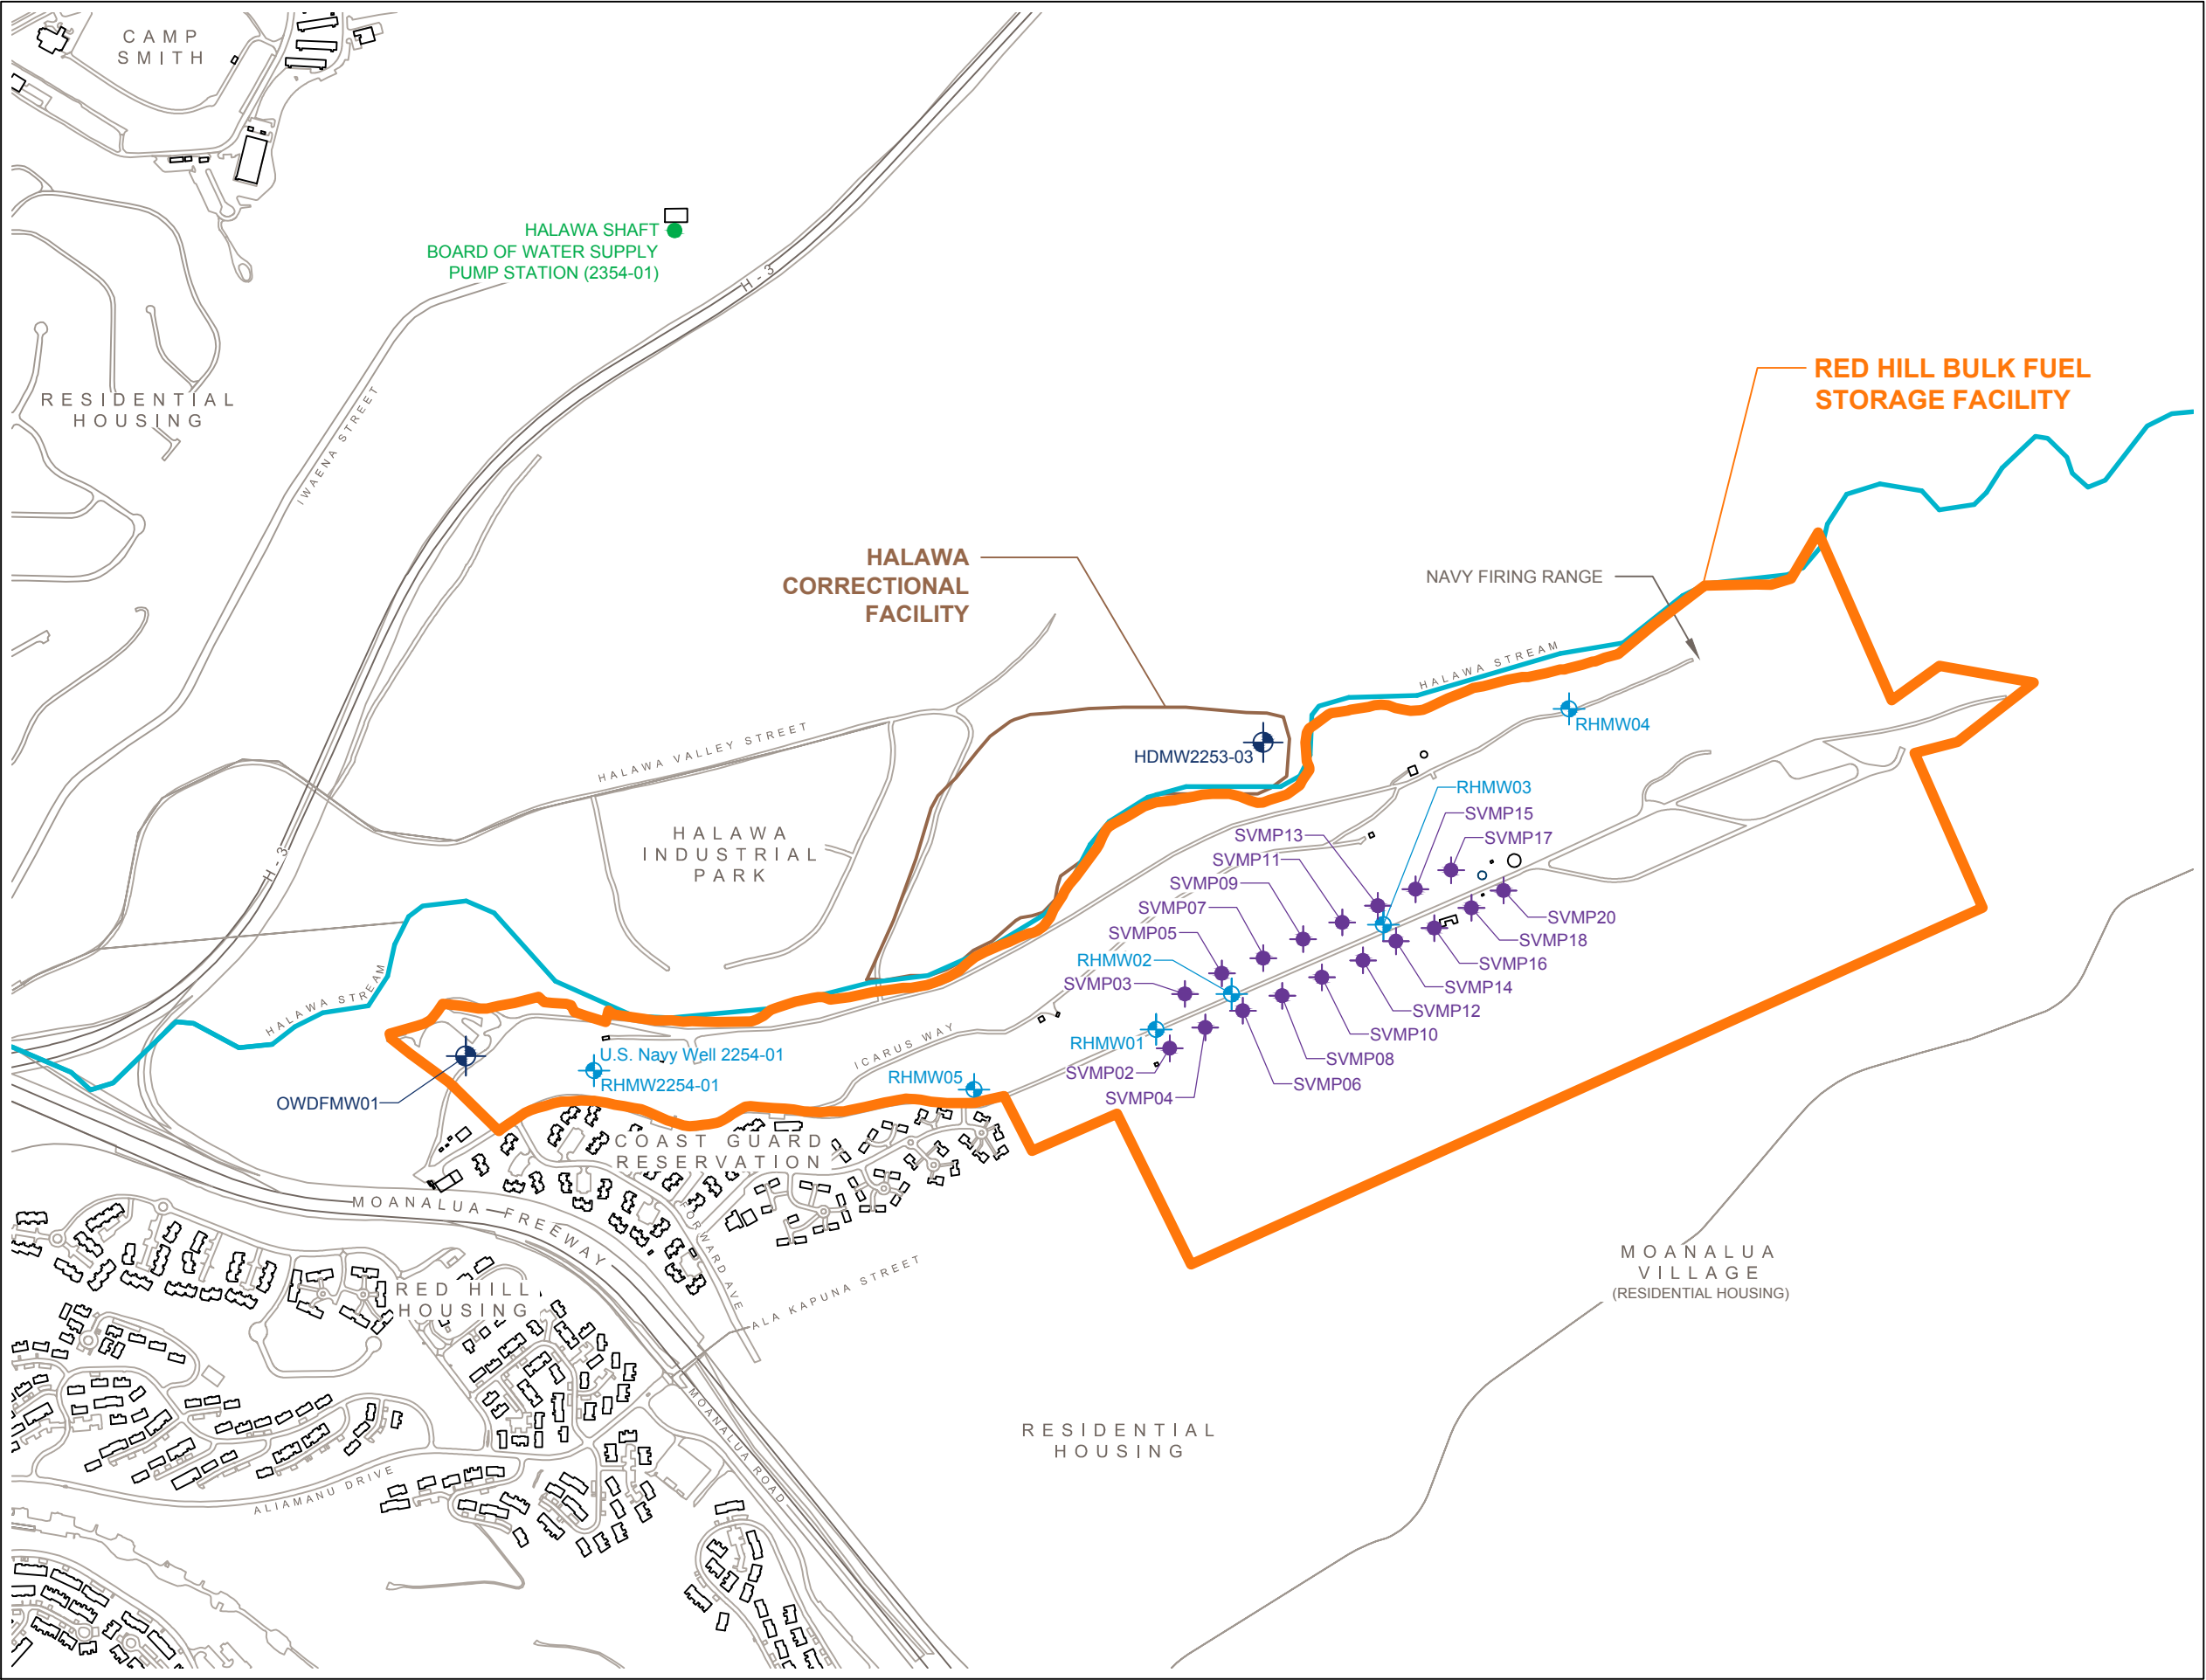 CAMP
SMITH
HALAWA SHAFT
BOARD OF WATER SUPPLY
PUMP STATION (2354-01)
H-3
RED HILL BULK FUEL
STORAGE FACILITY
RESIDENTIAL
HOUSING
IWAENA STREET
HALAWA
CORRECTIONAL
FACILITY
NAVY FIRING RANGE
HALAWA STREAM
RHMW04
HALAWA VALLEY STREET
HDMW2253-03
RHMW03
SVMP15
SVMP13
SVMP17
HALAWA
INDUSTRIAL
PARK
SVMP11
H-3
SVMP09
SVMP07
SVMP20
SVMP05
SVMP18
RHMW02
SVMP16
SVMP03
SVMP14
HALAWA STREAM
SVMP12
SVMP10
ICARUS WAY
RHMW01
U.S. Navy Well 2254-01
SVMP08
SVMP02
RHMW05
RHMW2254-01
SVMP06
SVMP04
OWDFMW01
COAST GUARD
RESERVATION
MOANALUA FREEWAY
FORWARD AVE
MOANALUA
VILLAGE
(RESIDENTIAL HOUSING)
RED HILL
HOUSING
ALA KAPUNA STREET
MOANALUA ROAD
RESIDENTIAL
HOUSING
ALIAMANU DRIVE